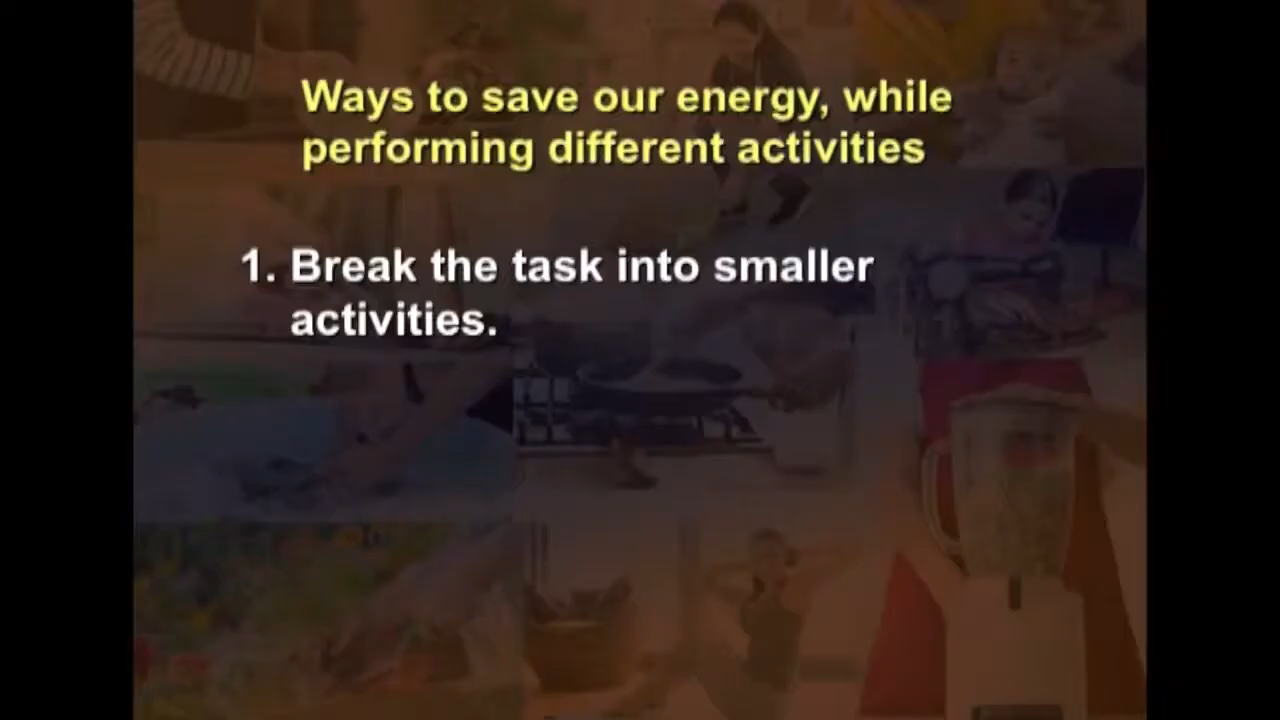 Ways to save our energy, while
performing different activities
1. Break the task into smaller
activities.